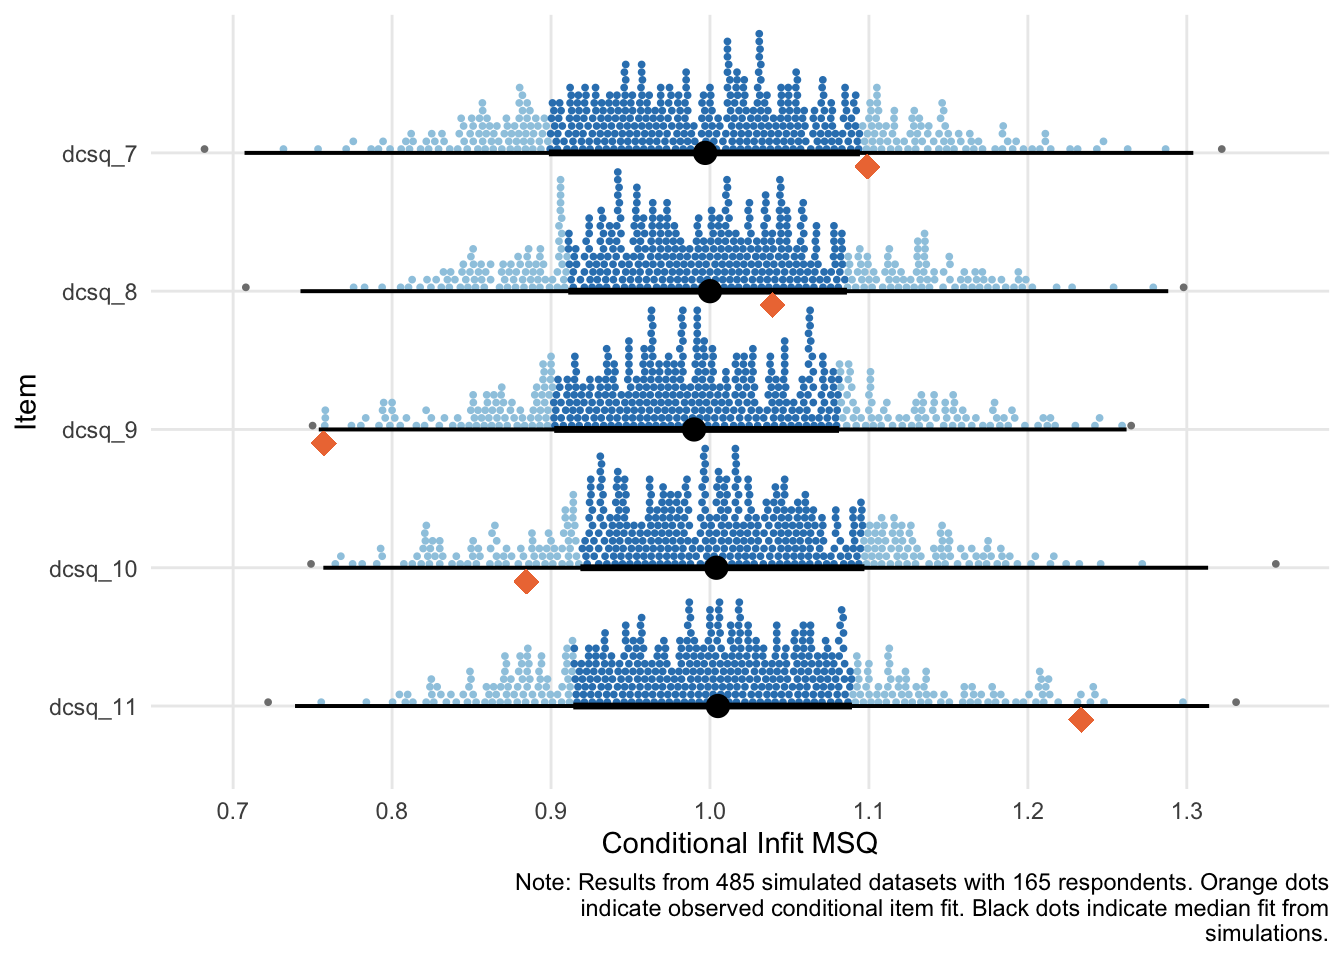 dcsq_7
dcsq_8
dcsq_9
dcsq_10
dcsq_11
Item
0.7 0.8 0.9 1.0 1.1 1.2 1.3
Conditional Infit MSQ
Note: Results from 485 simulated datasets with 165 respondents. Orange dots
indicate observed conditional item fit. Black dots indicate median fit from
simulations.